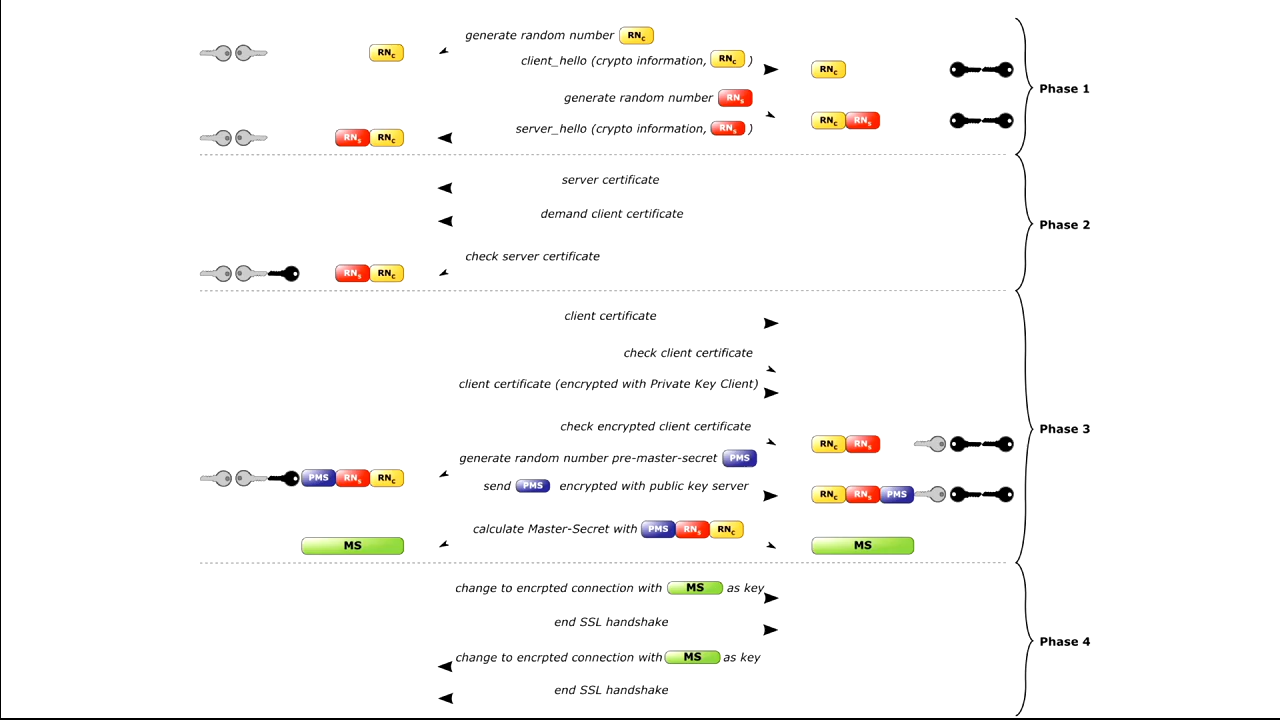 generate random number RNc
RNc
client_hello (crypto information, RNc )
RNc
Phase 1
generate random number RNs
RNc RNs
server_hello (crypto information, RNs )
RNs RNc
server certificate
demand client certificate
Phase 2
check server certificate
RNs RNc
client certificate
check client certificate
client certificate (encrypted with Private Key Client)
check encrypted client certificate
Phase 3
RNc RNs
generate random number pre-master-secret PMS
PMS RNs RNc
send PMS encrypted with public key server
RNc RNs PMS
calculate Master-Secret with PMS RNs RNc
MS
MS
change to encrpted connection with MS as key
end SSL handshake
Phase 4
change to encrpted connection with MS as key
end SSL handshake